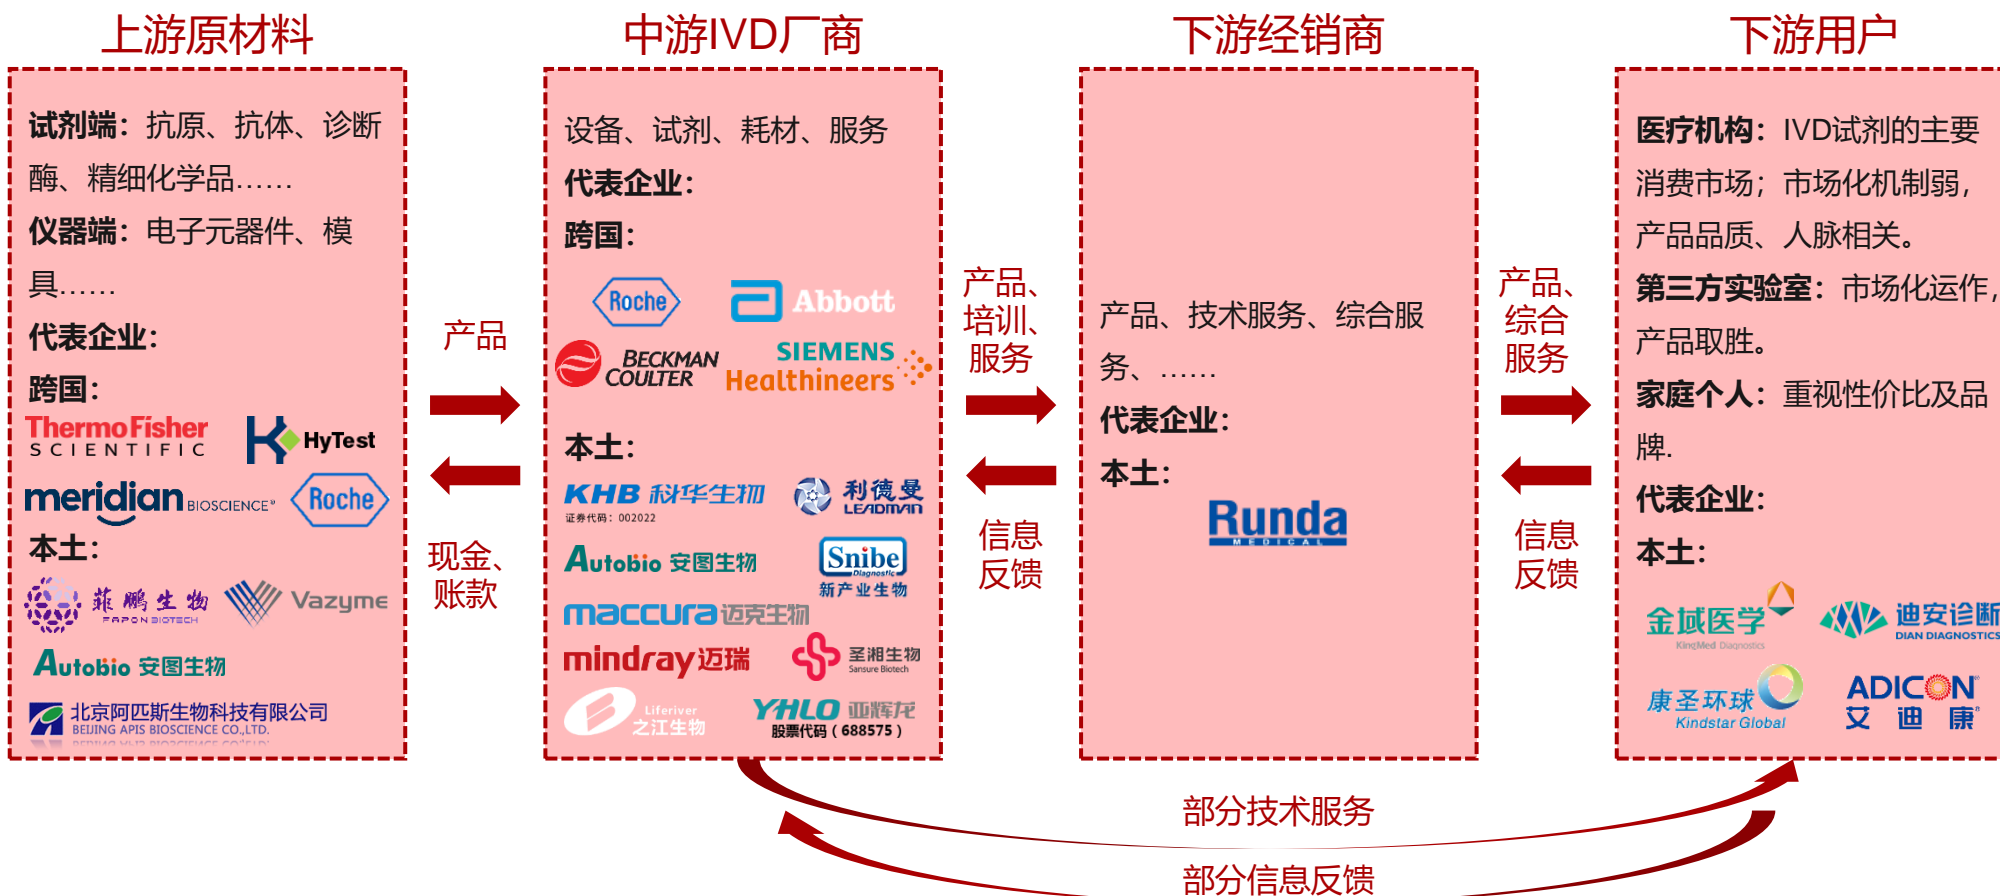 上游原材料
试剂端：抗原、抗体、诊断
酶、精细化学品……
仪器端：电子元器件、模
具……
代表企业：
跨国：
ThermoFisher
SCIENTIFIC
HyTest
meridian BIOSCIENCE®
Roche
本土：
菲鹏生物
FAPON BIOTECH
Vazyme
Autobio 安图生物
北京阿匹斯生物科技有限公司
BEIJING APIS BIOSCIENCE CO.,LTD.
产品
现金、
账款
中游IVD厂商
设备、试剂、耗材、服务
代表企业：
跨国：
Roche
Abbott
BECKMAN
COULTER
SIEMENS
Healthineers
本土：
KHB 科华生物
证券代码：002022
利德曼
LEADMAN
Autobio 安图生物
Snibe
Diagnostic
新产业生物
maccura 迈克生物
mindray 迈瑞
圣湘生物
Sansure Biotech
Liferiver
之江生物
YHLO 亚辉龙
股票代码（688575）
产品、
培训、
服务
信息
反馈
下游经销商
产品、技术服务、综合服
务、……
代表企业：
本土：
Runda
MEDICAL
产品、
综合
服务
信息
反馈
下游用户
医疗机构：IVD试剂的主要
消费市场；市场化机制弱，
产品品质、人脉相关。
第三方实验室：市场化运作，
产品取胜。
家庭个人：重视性价比及品
牌.
代表企业：
本土：
金域医学
KingMed Diagnostics
迪安诊断
DIAN DIAGNOSTICS
康圣环球
Kindstar Global
ADICON®
艾迪康
部分技术服务
部分信息反馈